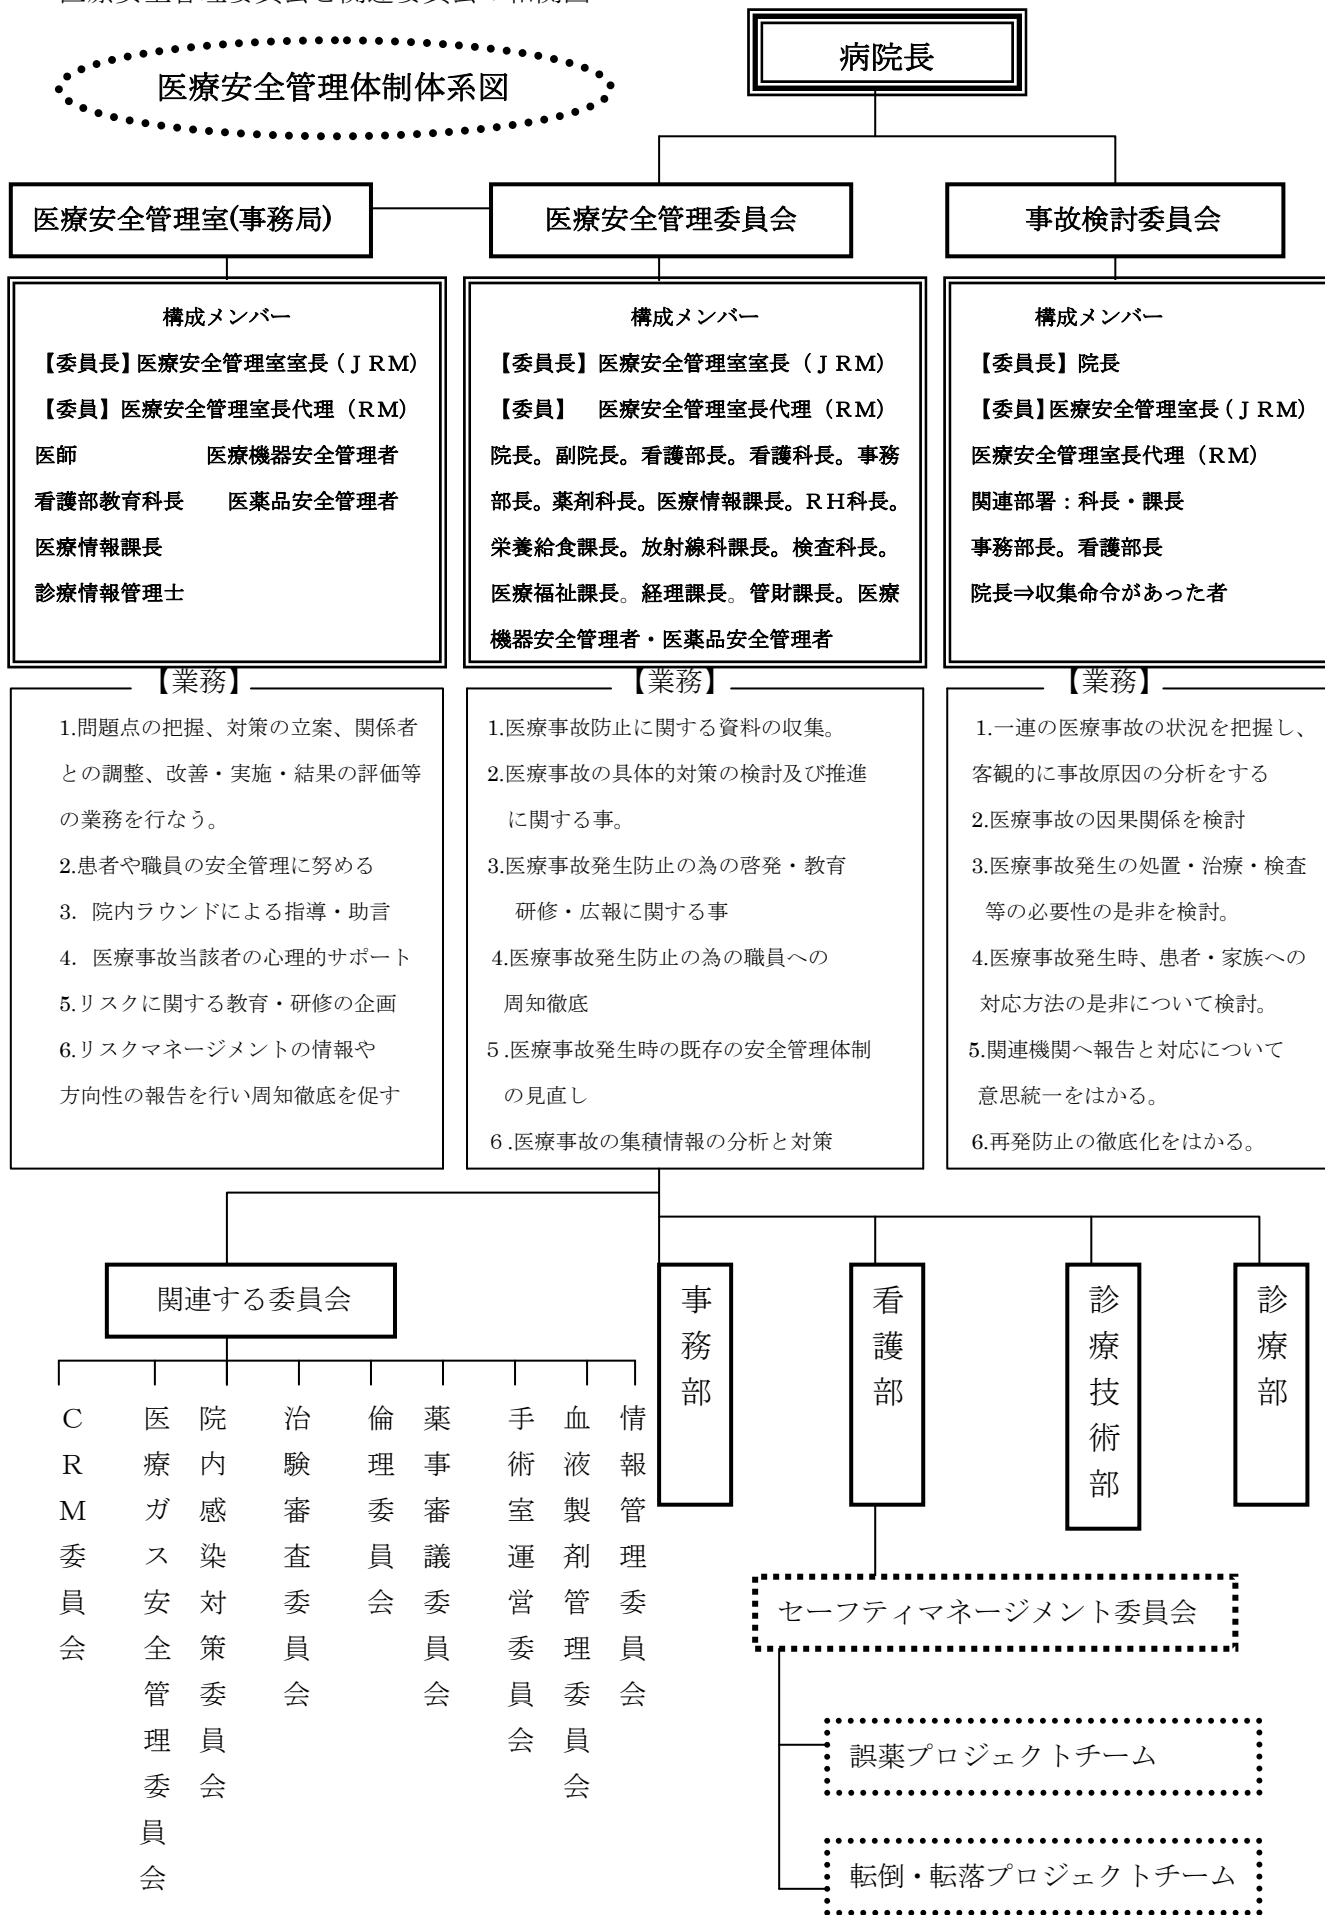 医療安全管理体制体系図
病院長
医療安全管理室(事務局)
医療安全管理委員会
事故検討委員会
構成メンバー
【委員長】医療安全管理室室長(JRM)
【委員】医療安全管理室長代理(RM)
医師 医療機器安全管理者
看護部教育科長 医薬品安全管理者
医療情報課長
診療情報管理士
構成メンバー
【委員長】医療安全管理室室長(JRM)
【委員】 医療安全管理室長代理(RM)
院長。副院長。看護部長。看護科長。事務
部長。薬剤科長。医療情報課長。RH科長。
栄養給食課長。放射線科課長。検査科長。
医療福祉課長。経理課長。管財課長。医療
機器安全管理者・医薬品安全管理者
構成メンバー
【委員長】院長
【委員】医療安全管理室長(JRM)
医療安全管理室長代理(RM)
関連部署:科長・課長
事務部長。看護部長
院長⇒収集命令があった者
【業務】
1.問題点の把握、対策の立案、関係者
との調整、改善・実施・結果の評価等
の業務を行なう。
2.患者や職員の安全管理に努める
3. 院内ラウンドによる指導・助言
4. 医療事故当該者の心理的サポート
5.リスクに関する教育・研修の企画
6.リスクマネージメントの情報や
方向性の報告を行い周知徹底を促す
【業務】
1.医療事故防止に関する資料の収集。
2.医療事故の具体的対策の検討及び推進
に関する事。
3.医療事故発生防止の為の啓発・教育
研修・広報に関する事
4.医療事故発生防止の為の職員への
周知徹底
5.医療事故発生時の既存の安全管理体制
の見直し
6.医療事故の集積情報の分析と対策
【業務】
1.一連の医療事故の状況を把握し、
客観的に事故原因の分析をする
2.医療事故の因果関係を検討
3.医療事故発生の処置・治療・検査
等の必要性の是非を検討。
4.医療事故発生時、患者・家族への
対応方法の是非について検討。
5.関連機関へ報告と対応について
意思統一をはかる。
6.再発防止の徹底化をはかる。
関連する委員会
事務部
看護部
診療技術部
診療部
CRM委員会
医療ガス安全管理委員会
院内感染対策委員会
治験審査委員会
倫理委員会
薬事審議委員会
手術室運営委員会
血液製剤管理委員会
情報管理委員会
セーフティマネージメント委員会
誤薬プロジェクトチーム
転倒・転落プロジェクトチーム